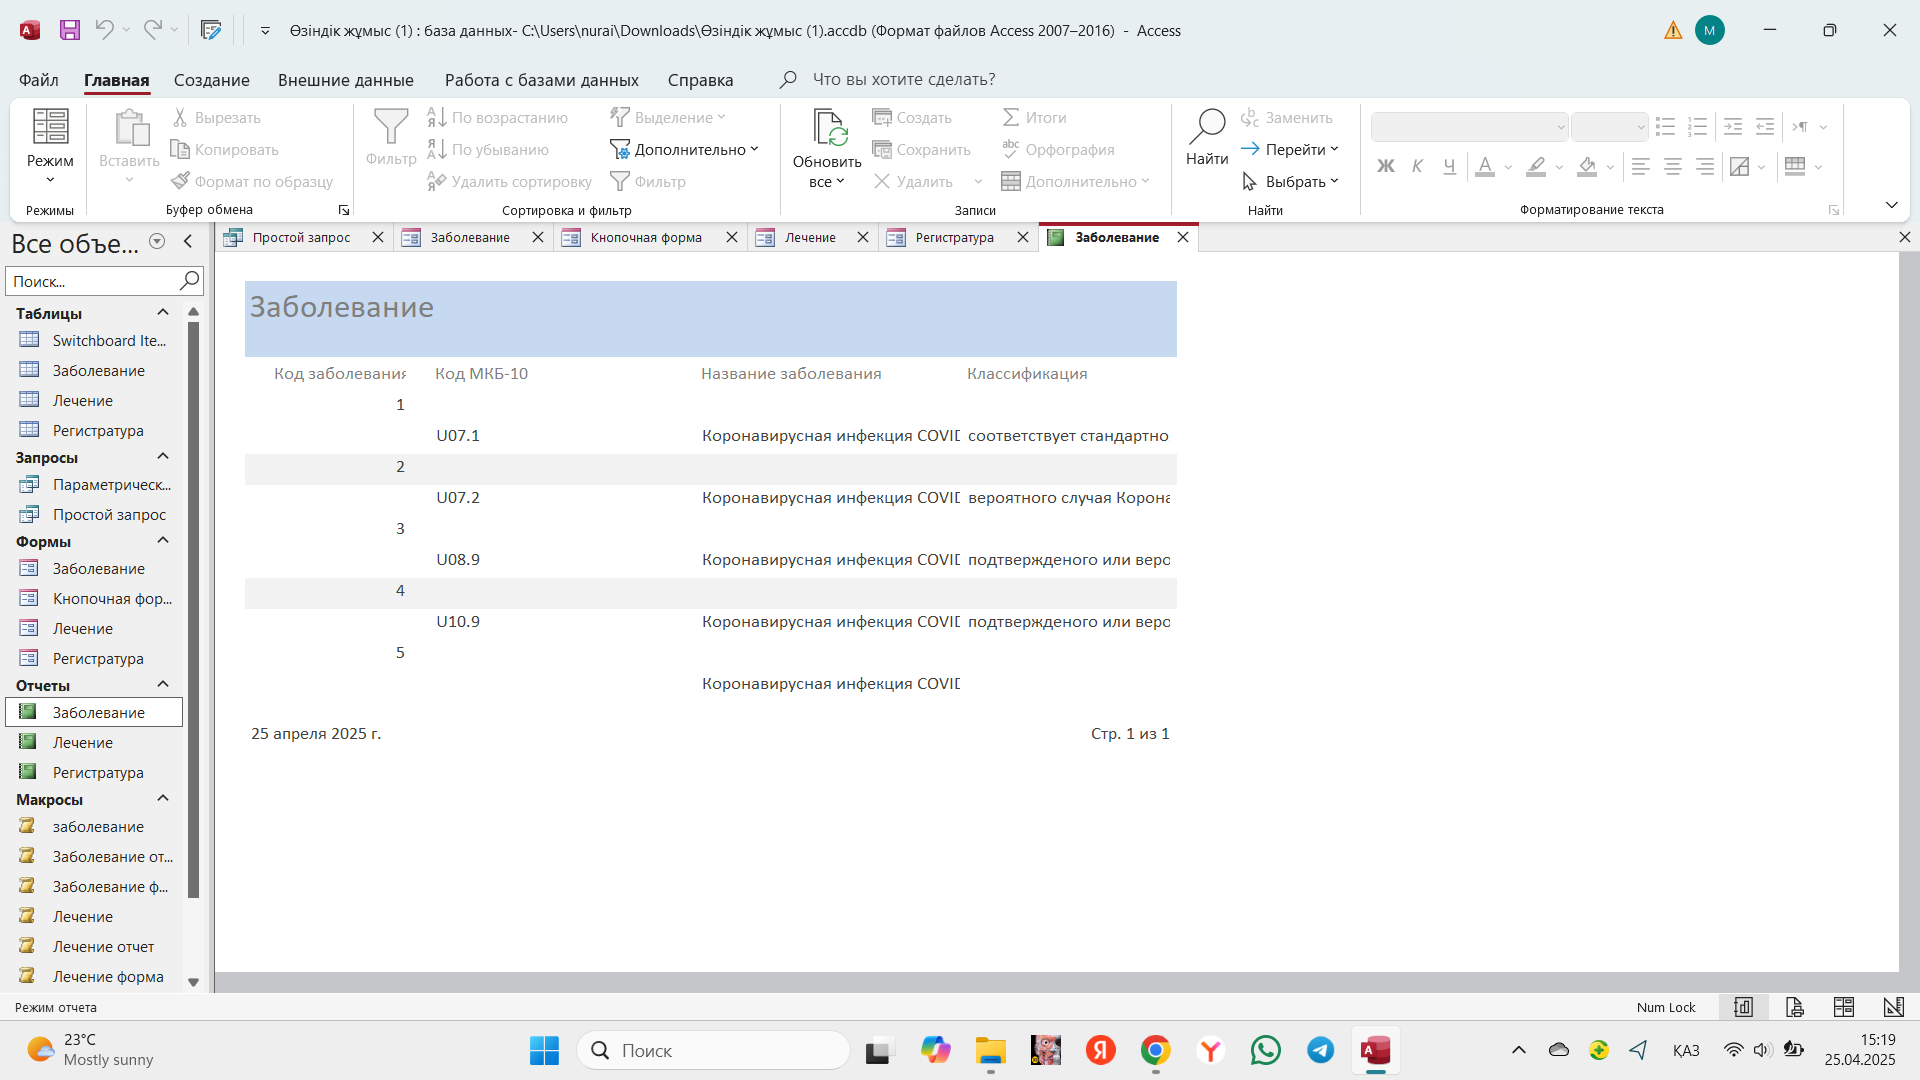 Өзіндік жұмыс (1) : база данных- C:\Users\nurai\Downloads\Өзіндік жұмыс (1).accdb (Формат файлов Access 2007–2016) - Access
M
Файл Главная Создание Внешние данные Работа с базами данных Справка Что вы хотите сделать?
Режим
Режимы
Вставить
Вырезать
Копировать
Формат по образцу
Буфер обмена
Фильтр
По возрастанию
По убыванию
Удалить сортировку
Выделение
Дополнительно
Фильтр
Сортировка и фильтр
Обновить
все
Создать
Сохранить
Удалить
Итоги
Орфография
Дополнительно
Записи
Найти
Заменить
Перейти
Выбрать
Найти
Ж К Ч
Форматирование текста
Все объе...
Поиск...
Таблицы
Switchboard Ite...
Заболевание
Лечение
Регистратура
Запросы
Параметрическ...
Простой запрос
Формы
Заболевание
Кнопочная фор...
Лечение
Регистратура
Отчеты
Заболевание
Лечение
Регистратура
Макросы
заболевание
Заболевание от...
Заболевание ф...
Лечение
Лечение отчет
Лечение форма
Простой запрос Заболевание Кнопочная форма Лечение Регистратура Заболевание
Заболевание
Код заболевания Код МКБ-10 Название заболевания Классификация
1
U07.1 Коронавирусная инфекция COVID соответствует стандартно
2
U07.2 Коронавирусная инфекция COVID вероятного случая Корона
3
U08.9 Коронавирусная инфекция COVID подтвержденого или веро
4
U10.9 Коронавирусная инфекция COVID подтвержденого или веро
5
Коронавирусная инфекция COVID
25 апреля 2025 г. Стр. 1 из 1
Режим отчета Num Lock
23°C
Mostly sunny
Поиск
ҚАЗ
15:19
25.04.2025